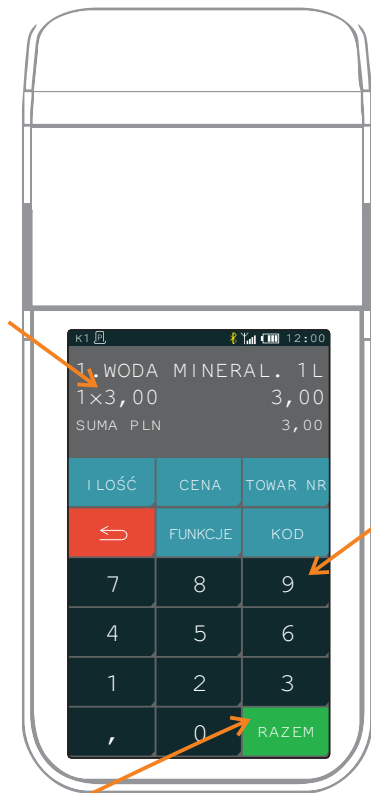 K1 P 12:00
1.WODA MINERAL. 1L
1×3,00 3,00
SUMA PLN 3,00
ILOŚĆ CENA TOWAR NR
FUNKCJE KOD
7 8 9
4 5 6
1 2 3
, 0 RAZEM